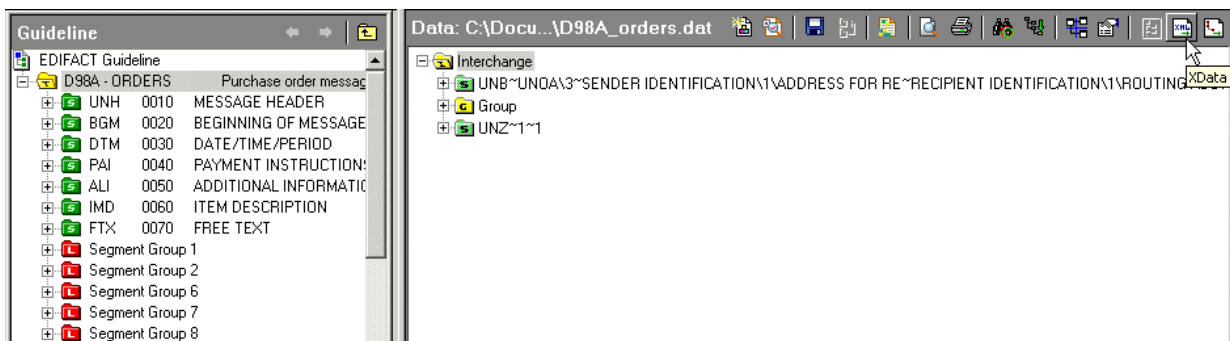 Guideline
EDIFACT Guideline
D98A - ORDERS Purchase order messag
UNH 0010 MESSAGE HEADER
BGM 0020 BEGINNING OF MESSAGE
DTM 0030 DATE/TIME/PERIOD
PAI 0040 PAYMENT INSTRUCTION
ALI 0050 ADDITIONAL INFORMATIO
IMD 0060 ITEM DESCRIPTION
FTX 0070 FREE TEXT
Segment Group 1
Segment Group 2
Segment Group 6
Segment Group 7
Segment Group 8
Data: C:\Docu...\D98A_orders.dat
Interchange
UNB~UNOA\3~SENDER IDENTIFICATION\1\ADDRESS FOR RE~RECIPIENT IDENTIFICATION\1\ROUTING
XData
Group
UNZ~1~1